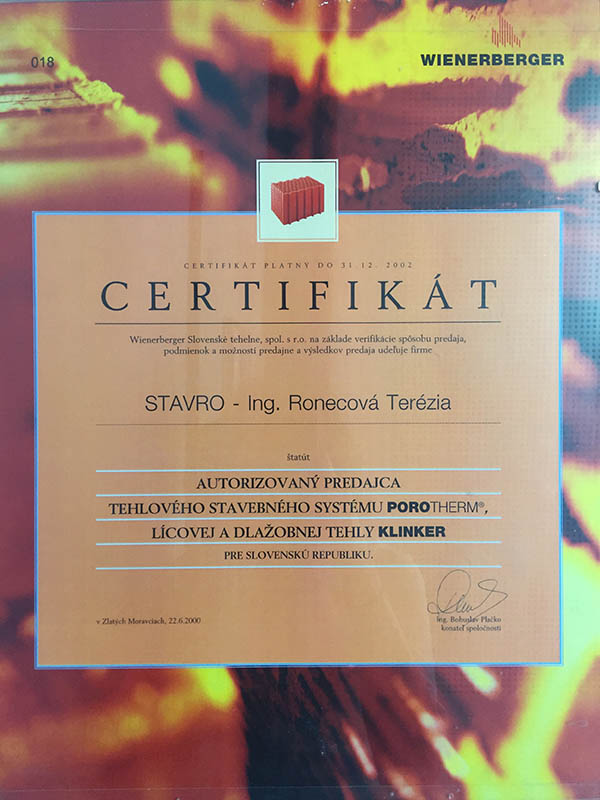 018
WIENERBERGER
CERTIFIKÁT PLATNÝ DO 31. 12. 2002
CERTIFIKÁT
Wienerberger Slovenské tehelne, spol. s r.o. na základe verifikácie spôsobu predaja,
podmienok a možností predajne a výsledkov predaja udeľuje firme
STAVRO - Ing. Ronecová Terézia
štatút
AUTORIZOVANÝ PREDAJCA
TEHLOVÉHO STAVEBNÉHO SYSTÉMU POROTHERM®,
LÍCOVEJ A DLAŽOBNEJ TEHLY KLINKER
PRE SLOVENSKÚ REPUBLIKU.
v Zlatých Moravciach, 22.6.2000
Ing. Bohuslav Plačko
konateľ spoločnosti